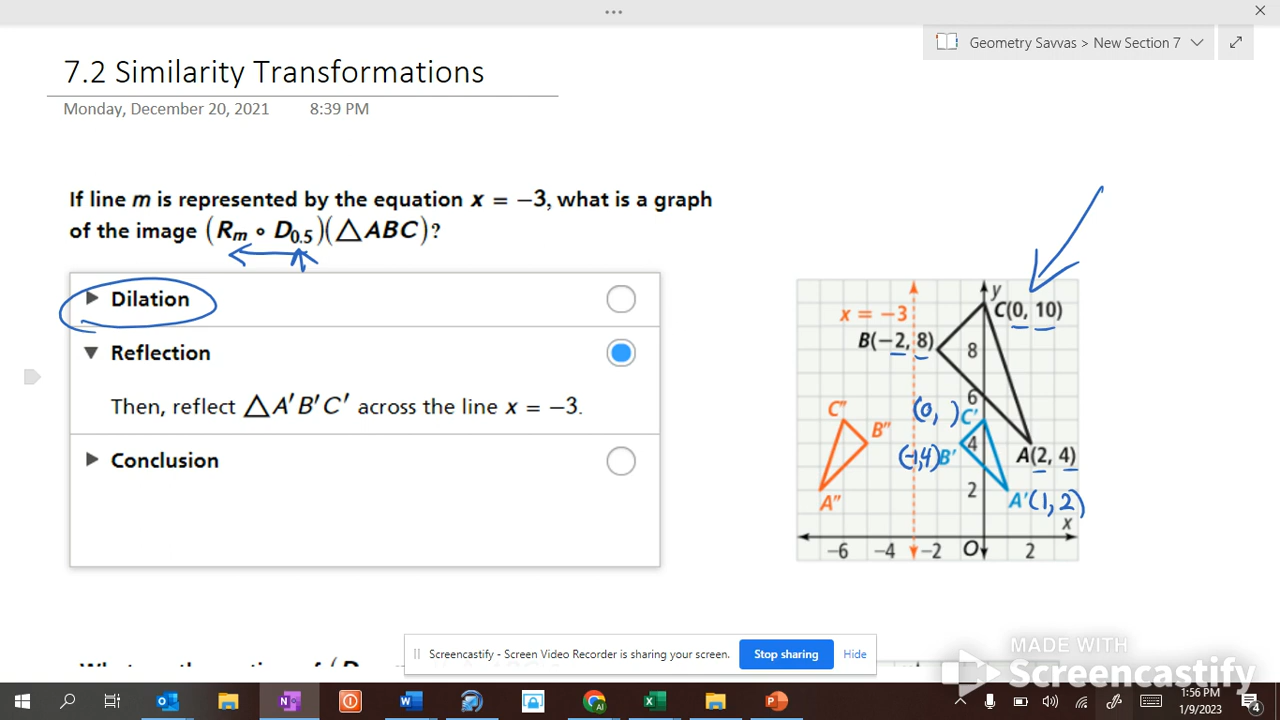 Geometry Savvas > New Section 7
7.2 Similarity Transformations
Monday, December 20, 2021 8:39 PM
If line m is represented by the equation x = −3, what is a graph
of the image (Rm ∘ D0.5)(△ABC)?
Dilation
Reflection
Then, reflect △A′B′C′ across the line x = −3.
Conclusion
y
x = −3
C(0, 10)
B(−2, 8)
8
6
C″
(0, )
C′
B″
(-1,4)
B′
4
A(2, 4)
A″
2
A′(1, 2)
x
−6 −4 −2 O 2
Screencastify - Screen Video Recorder is sharing your screen.
Stop sharing
Hide
MADE WITH
Screencastify
1:56 PM
1/9/2023
4